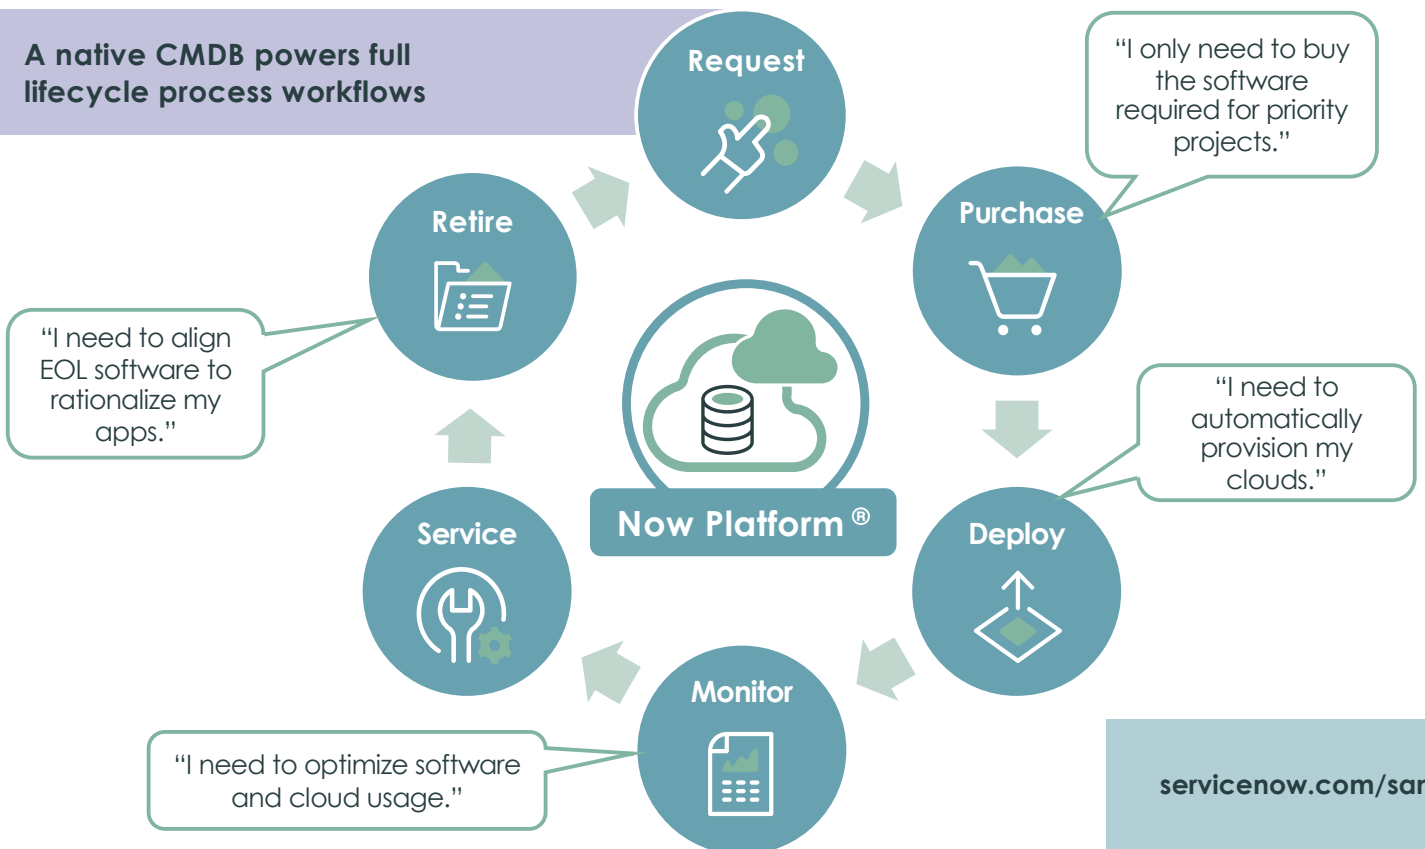 A native CMDB powers full
lifecycle process workflows
Request
“I only need to buy
the software
required for priority
projects.”
Purchase
Retire
“I need to align
EOL software to
rationalize my
apps.”
“I need to
automatically
provision my
clouds.”
Now Platform ®
Service
Deploy
Monitor
“I need to optimize software
and cloud usage.”